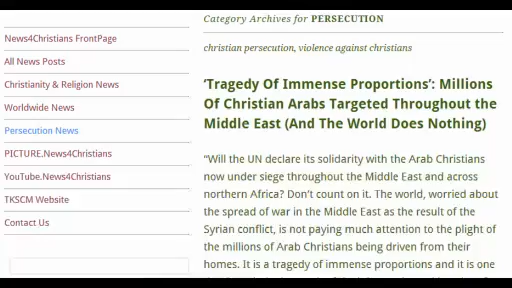 News4Christians FrontPage
All News Posts
Christianity & Religion News
Worldwide News
Persecution News
PICTURE.News4Christians
YouTube.News4Christians
TKSCM Website
Contact Us
Category Archives for PERSECUTION
christian persecution, violence against christians
‘Tragedy Of Immense Proportions’: Millions
Of Christian Arabs Targeted Throughout the
Middle East (And The World Does Nothing)
“Will the UN declare its solidarity with the Arab Christians
now under siege throughout the Middle East and across
northern Africa? Don’t count on it. The world, worried about
the spread of war in the Middle East as the result of the
Syrian conflict, is not paying much attention to the plight of
the millions of Arab Christians being driven from their
homes. It is a tragedy of immense proportions and it is one